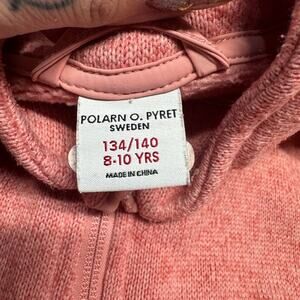 POLARN O. PYRET
SWEDEN
134/140
8-10 YRS
MADE IN CHINA